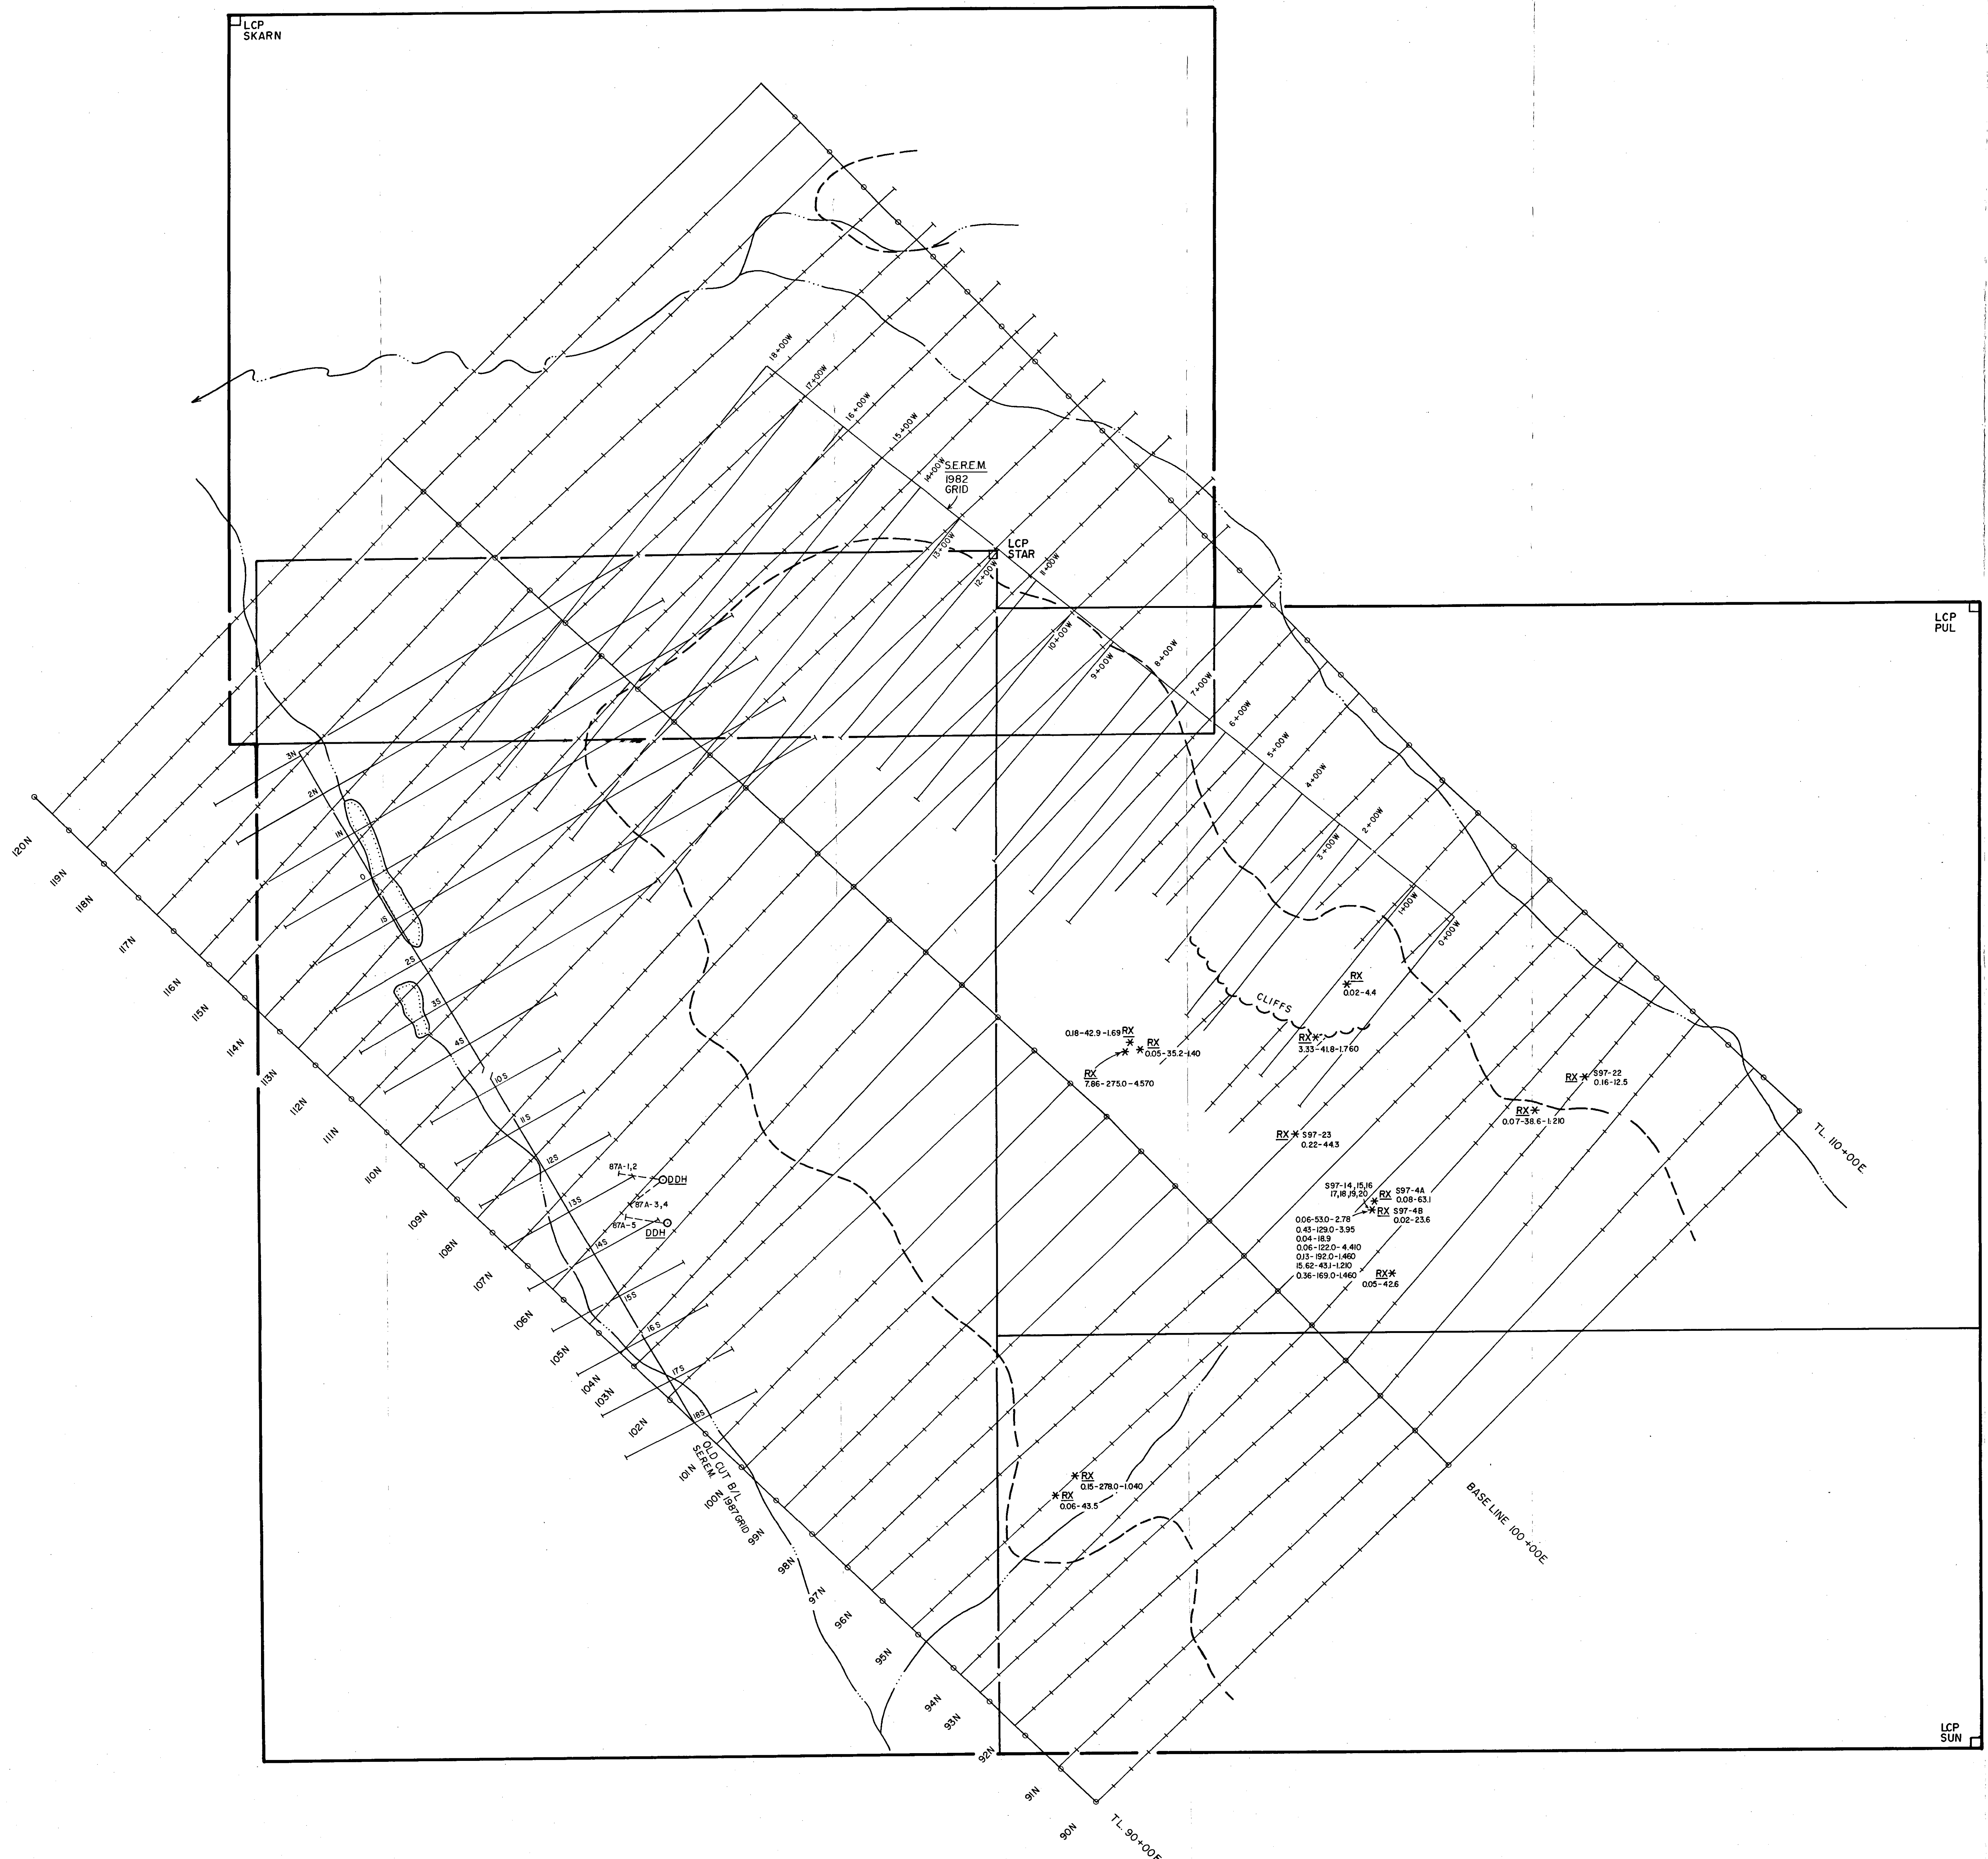 LCP
SKARN
18+00W
17+00W
16+00W
15+00W
14+00W
S.E.R.E.M.
1982
GRID
13+00W
12+00W
LCP
STAR
11+00W
10+00W
9+00W
8+00W
7+00W
6+00W
5+00W
4+00W
3+00W
2+00W
1+00W
0+00W
LCP
PUL
3N
2N
1N
0
1S
2S
3S
4S
10S
11S
12S
13S
14S
15S
16S
17S
18S
120N
119N
118N
117N
116N
115N
114N
113N
112N
111N
110N
109N
108N
107N
106N
105N
104N
103N
102N
101N
100N
99N
98N
97N
96N
95N
94N
93N
92N
91N
90N
OLD CUT B/L
S.E.R.E.M. 1987 GRID
87A-1,2
DDH
87A-3,4
87A-5
DDH
CLIFFS
RX
0.02-4.4
0.18-42.9-1.69 RX
RX
0.05-35.2-1.40
RX
7.86-275.0-4.570
RX
3.33-41.8-1.760
RX S97-22
0.16-12.5
RX
0.07-38.6-1.210
RX S97-23
0.22-44.3
S97-14,15,16
17,18,19,20
RX S97-4A
0.08-63.1
RX S97-4B
0.02-23.6
0.06-53.0-2.78
0.43-129.0-3.95
0.04-18.9
0.06-122.0-4.410
0.13-192.0-1.460
15.62-43.1-1.210
0.36-169.0-1.460
RX
0.05-42.6
RX
0.15-278.0-1.040
RX
0.06-43.5
TL. 110+00E
BASE LINE 100+00E
TL. 90+00E
LCP
SUN